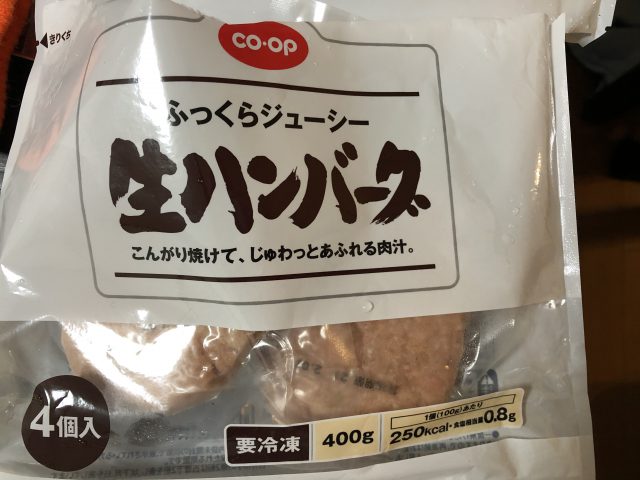 きりくち
CO・OP
ふっくらジューシー
生ハンバーグ
こんがり焼けて、じゅわっとあふれる肉汁。
4個入
要冷凍
400g
1個(100g)あたり
250kcal・食塩相当量0.8g